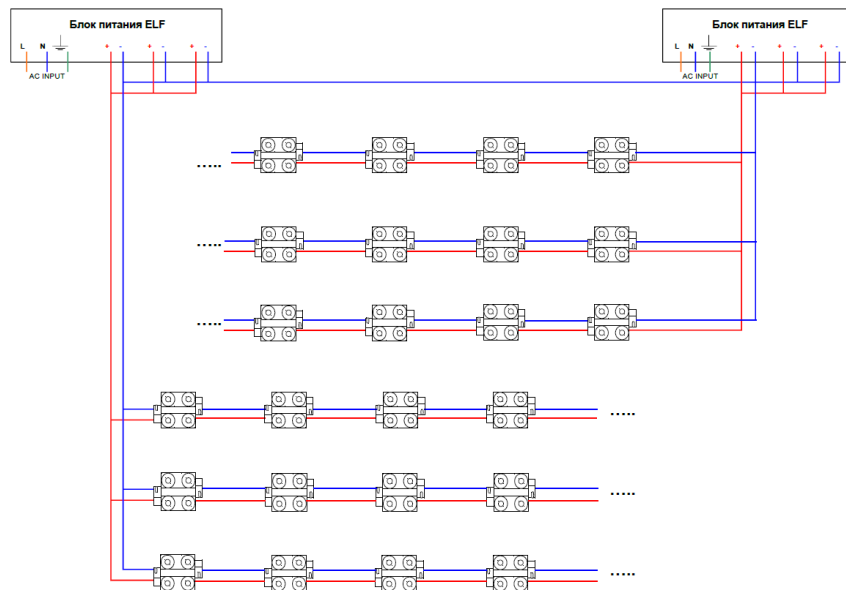 Блок питания ELF
L N + - + - + -
AC INPUT
Блок питания ELF
L N + - + - + -
AC INPUT
.....
.....
.....
.....
.....
.....